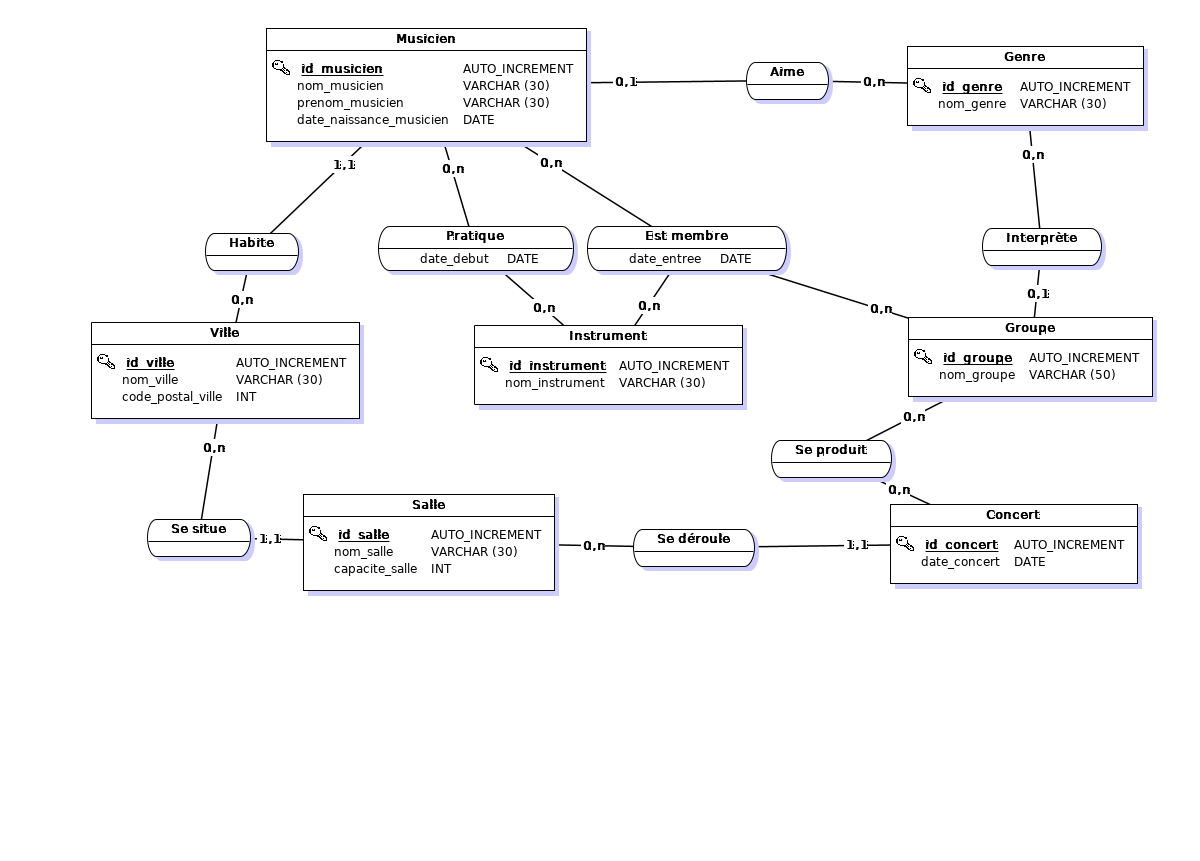 Musicien
id_musicien AUTO_INCREMENT
nom_musicien VARCHAR (30)
prenom_musicien VARCHAR (30)
date_naissance_musicien DATE
0,1
Aime
0,n
Genre
id_genre AUTO_INCREMENT
nom_genre VARCHAR (30)
1,1
0,n
0,n
0,n
Habite
Pratique
date_debut DATE
Est membre
date_entree DATE
Interprète
0,n
0,n
0,n
0,n
0,1
Ville
id_ville AUTO_INCREMENT
nom_ville VARCHAR (30)
code_postal_ville INT
Instrument
id_instrument AUTO_INCREMENT
nom_instrument VARCHAR (30)
Groupe
id_groupe AUTO_INCREMENT
nom_groupe VARCHAR (50)
0,n
0,n
Se produit
0,n
Se situe
1,1
Salle
id_salle AUTO_INCREMENT
nom_salle VARCHAR (30)
capacite_salle INT
0,n
Se déroule
1,1
Concert
id_concert AUTO_INCREMENT
date_concert DATE